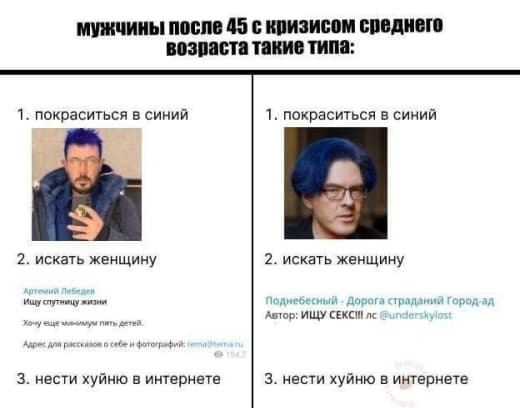 мужчины после 45 с кризисом среднего
возраста такие типа:
1. покраситься в синий
2. искать женщину
Артемий Лебедев
Ищу спутницу жизни
Хочу еще минимум пять детей.
Адрес для рассказов о себе и фотографий: tema@tema.ru
194,7
3. нести хуйню в интернете
1. покраситься в синий
2. искать женщину
Поднебесный - Дорога страданий Город-ад
Автор: ИЩУ СЕКС!!! лс @underskylost
3. нести хуйню в интернете